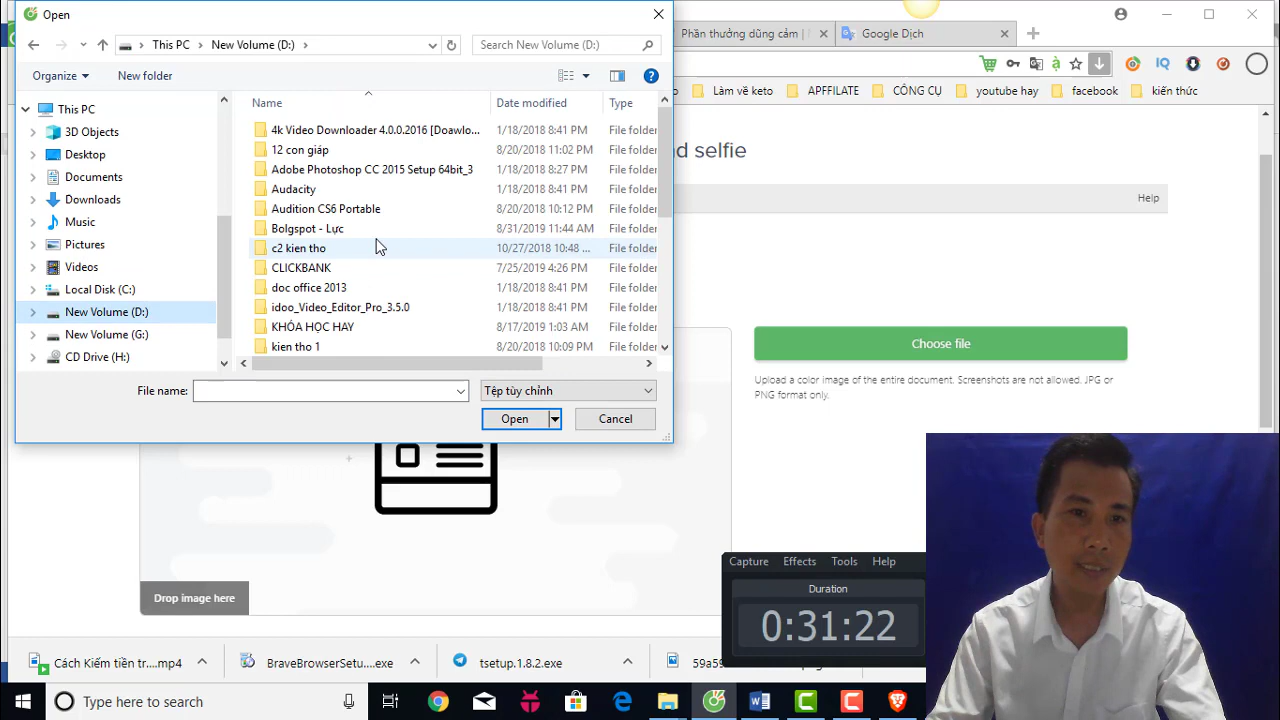 Open
This PC
New Volume (D:)
Search New Volume (D:)
Organize
New folder
This PC
3D Objects
Desktop
Documents
Downloads
Music
Pictures
Videos
Local Disk (C:)
New Volume (D:)
New Volume (G:)
CD Drive (H:)
Name Date modified Type
4k Video Downloader 4.0.0.2016 [Doawlo... 1/18/2018 8:41 PM File folder
12 con giáp 8/20/2018 11:02 PM File folder
Adobe Photoshop CC 2015 Setup 64bit_3 1/18/2018 8:27 PM File folder
Audacity 1/18/2018 8:41 PM File folder
Audition CS6 Portable 8/20/2018 10:12 PM File folder
Bolgspot - Lực 8/31/2019 11:44 AM File folder
c2 kien tho 10/27/2018 10:48 ... File folder
CLICKBANK 7/25/2019 4:26 PM File folder
doc office 2013 1/18/2018 8:41 PM File folder
idoo_Video_Editor_Pro_3.5.0 1/18/2018 8:41 PM File folder
KHÓA HỌC HAY 8/17/2019 1:03 AM File folder
kien tho 1 8/20/2018 10:09 PM File folder
File name:
Tệp tùy chỉnh
Open Cancel
Phần thưởng dũng cảm |
Google Dịch
IQ
Làm vẽ keto
APFFILATE
CÔNG CỤ
youtube hay
facebook
kiến thức
nd selfie
Help
Choose file
Upload a color image of the entire document. Screenshots are not allowed. JPG or
PNG format only.
Drop image here
Capture Effects Tools Help
Duration
0:31:22
Cách Kiếm tiền tr....mp4
BraveBrowserSetu....exe
tsetup.1.8.2.exe
Type here to search